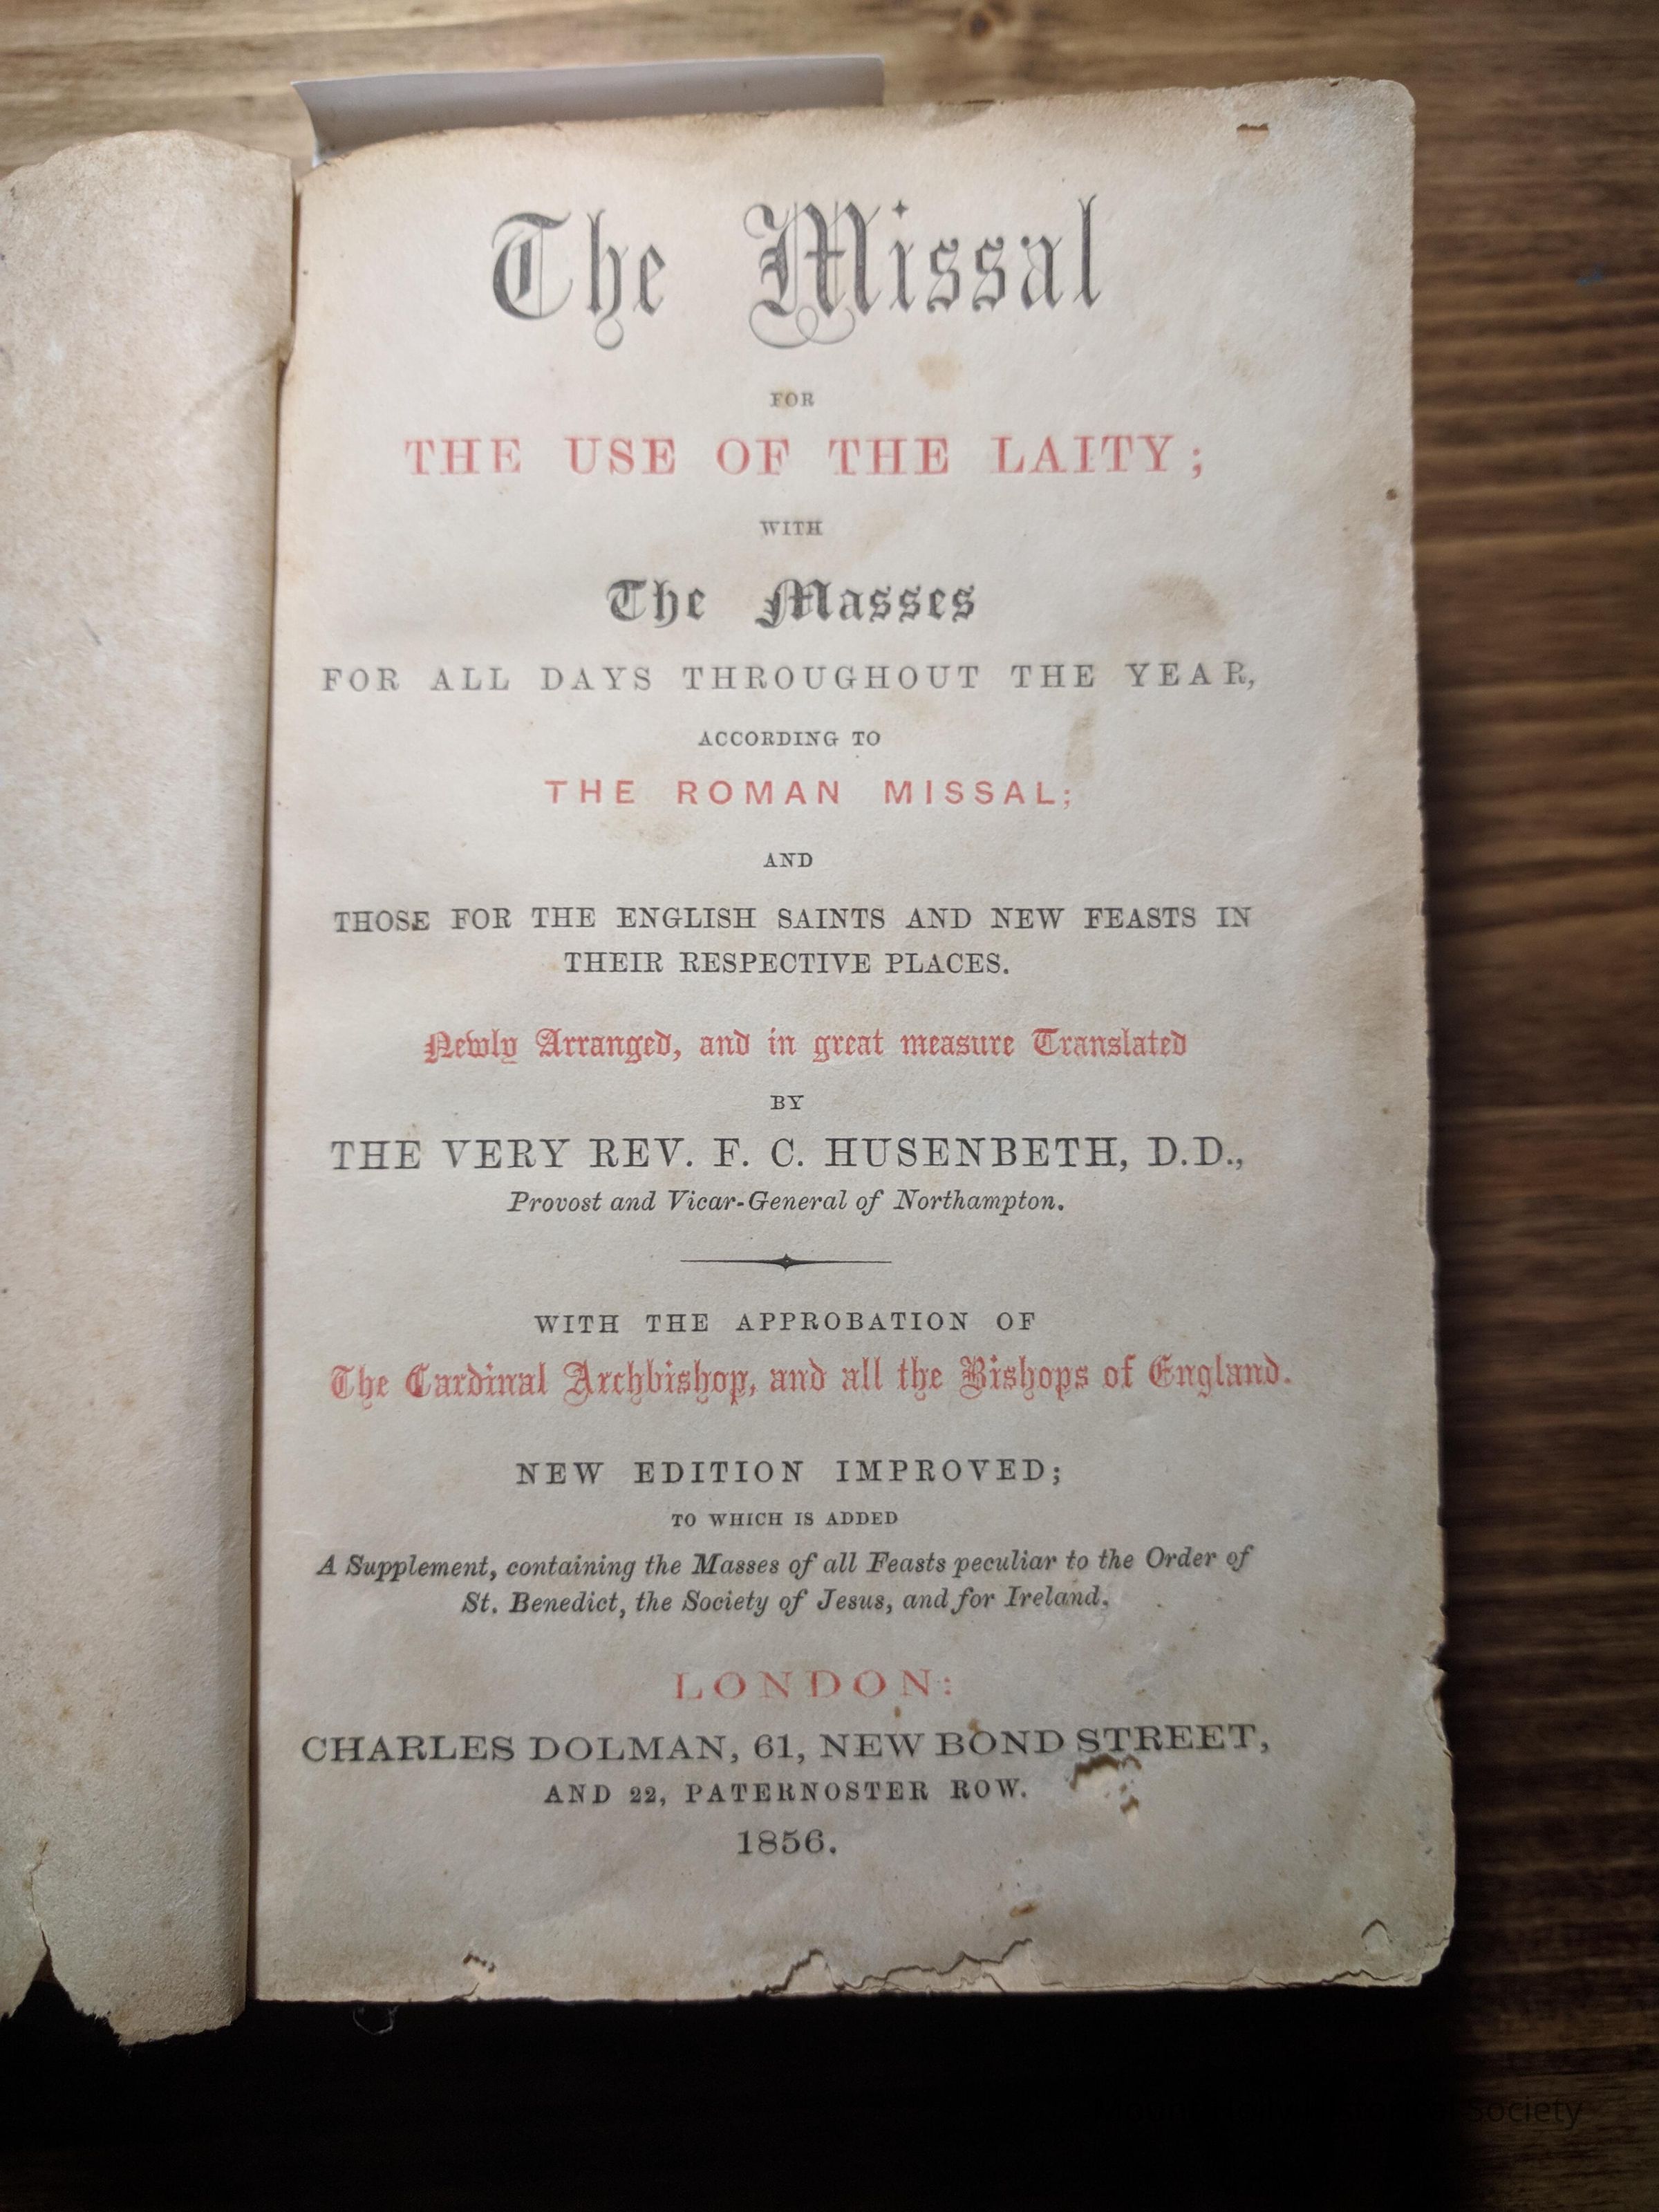 The Missal
FOR
THE USE OF THE LAITY;
WITH
The Masses
FOR ALL DAYS THROUGHOUT THE YEAR,
ACCORDING TO
THE ROMAN MISSAL;
AND
THOSE FOR THE ENGLISH SAINTS AND NEW FEASTS IN
THEIR RESPECTIVE PLACES.
Newly Arranged, and in great measure Translated
BY
THE VERY REV. F. C. HUSENBETH, D.D.,
Provost and Vicar-General of Northampton.
WITH THE APPROBATION OF
The Cardinal Archbishop, and all the Bishops of England.
NEW EDITION IMPROVED;
TO WHICH IS ADDED
A Supplement, containing the Masses of all Feasts peculiar to the Order of
St. Benedict, the Society of Jesus, and for Ireland.
LONDON:
CHARLES DOLMAN, 61, NEW BOND STREET,
AND 22, PATERNOSTER ROW.
1856.
Society